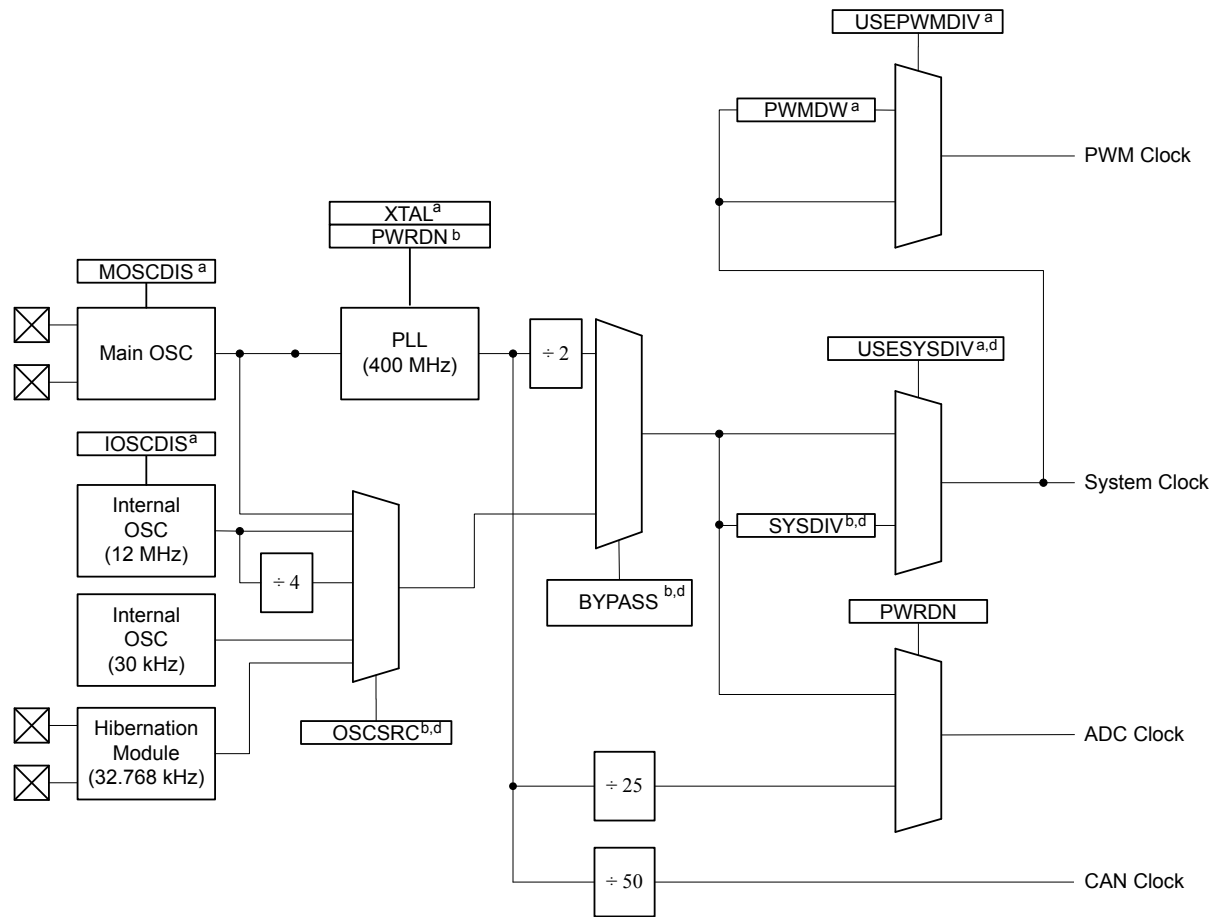 USEPWMDIV a
PWMDW a
PWM Clock
XTAL a
PWRDN b
MOSCDIS a
Main OSC
PLL
(400 MHz)
÷ 2
USESYSDIV a,d
IOSCDIS a
Internal
OSC
(12 MHz)
÷ 4
System Clock
SYSDIV b,d
BYPASS b,d
Internal
OSC
(30 kHz)
PWRDN
OSCSRC b,d
Hibernation
Module
(32.768 kHz)
ADC Clock
÷ 25
÷ 50
CAN Clock